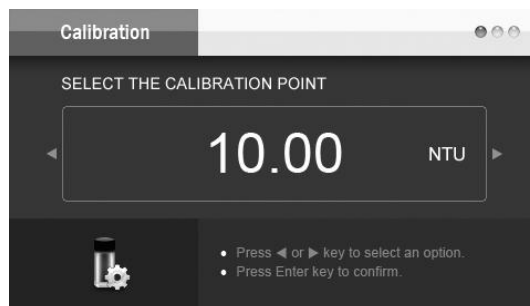 Calibration
SELECT THE CALIBRATION POINT
10.00 NTU
Press ◀ or ▶ key to select an option.
Press Enter key to confirm.